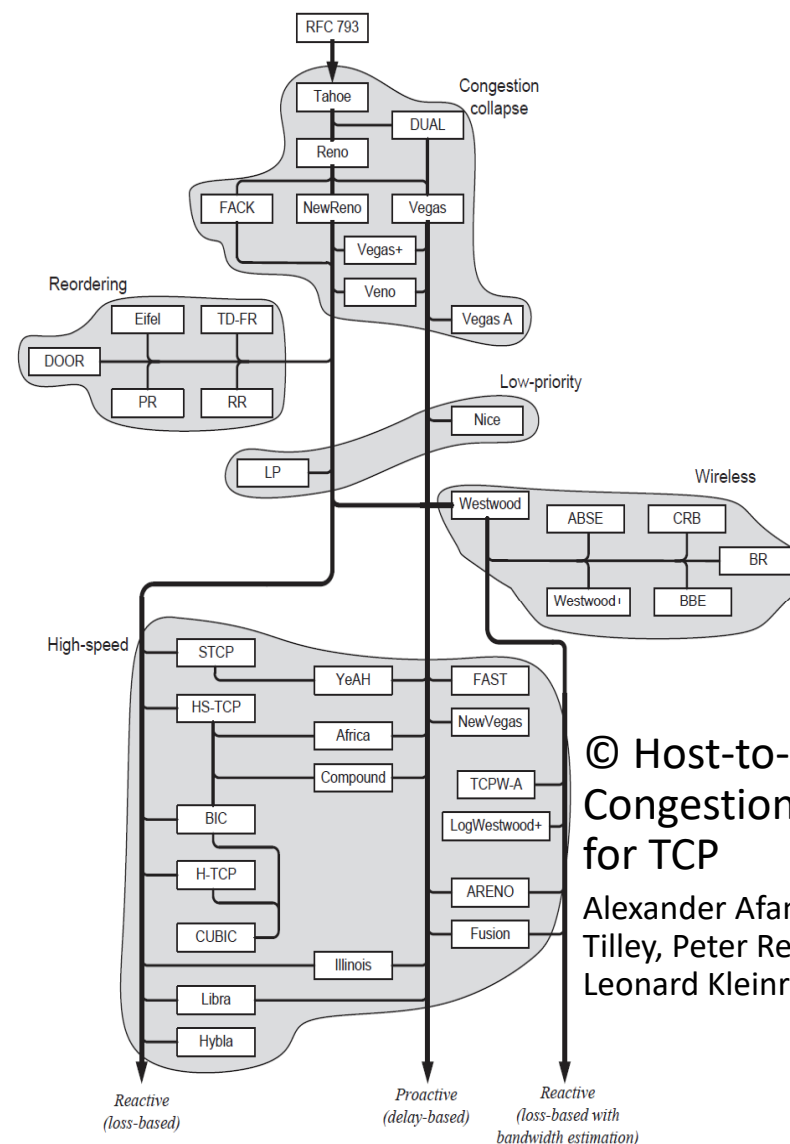 RFC 793
Tahoe
Congestion
collapse
DUAL
Reno
FACK
NewReno
Vegas
Vegas+
Veno
Vegas A
Reordering
Eifel
TD-FR
DOOR
PR
RR
Low-priority
Nice
LP
Wireless
Westwood
ABSE
CRB
BR
Westwood+
BBE
High-speed
STCP
YeAH
FAST
HS-TCP
NewVegas
Africa
Compound
TCPW-A
BIC
LogWestwood+
H-TCP
ARENO
CUBIC
Fusion
Illinois
Libra
Hybla
© Host-to-
Congestion
for TCP
Alexander Afan
Tilley, Peter Re
Leonard Kleinr
Reactive
(loss-based)
Proactive
(delay-based)
Reactive
(loss-based with
bandwidth estimation)